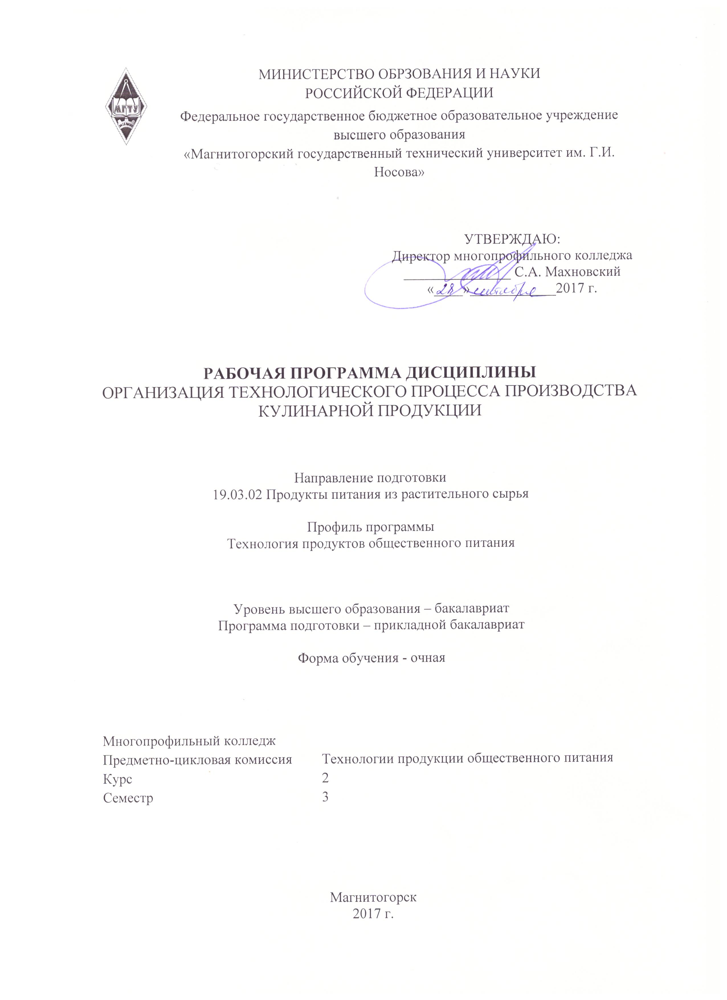 МГТУ
МИНИСТЕРСТВО ОБРЗОВАНИЯ И НАУКИ
РОССИЙСКОЙ ФЕДЕРАЦИИ
Федеральное государственное бюджетное образовательное учреждение
высшего образования
«Магнитогорский государственный технический университет им. Г.И.
Носова»
УТВЕРЖДАЮ:
Директор многопрофильного колледжа
С.А. Махновский
«28» сентября 2017 г.
РАБОЧАЯ ПРОГРАММА ДИСЦИПЛИНЫ
ОРГАНИЗАЦИЯ ТЕХНОЛОГИЧЕСКОГО ПРОЦЕССА ПРОИЗВОДСТВА
КУЛИНАРНОЙ ПРОДУКЦИИ
Направление подготовки
19.03.02 Продукты питания из растительного сырья
Профиль программы
Технология продуктов общественного питания
Уровень высшего образования – бакалавриат
Программа подготовки – прикладной бакалавриат
Форма обучения - очная
Многопрофильный колледж
Предметно-цикловая комиссия Технологии продукции общественного питания
Курс 2
Семестр 3
Магнитогорск
2017 г.